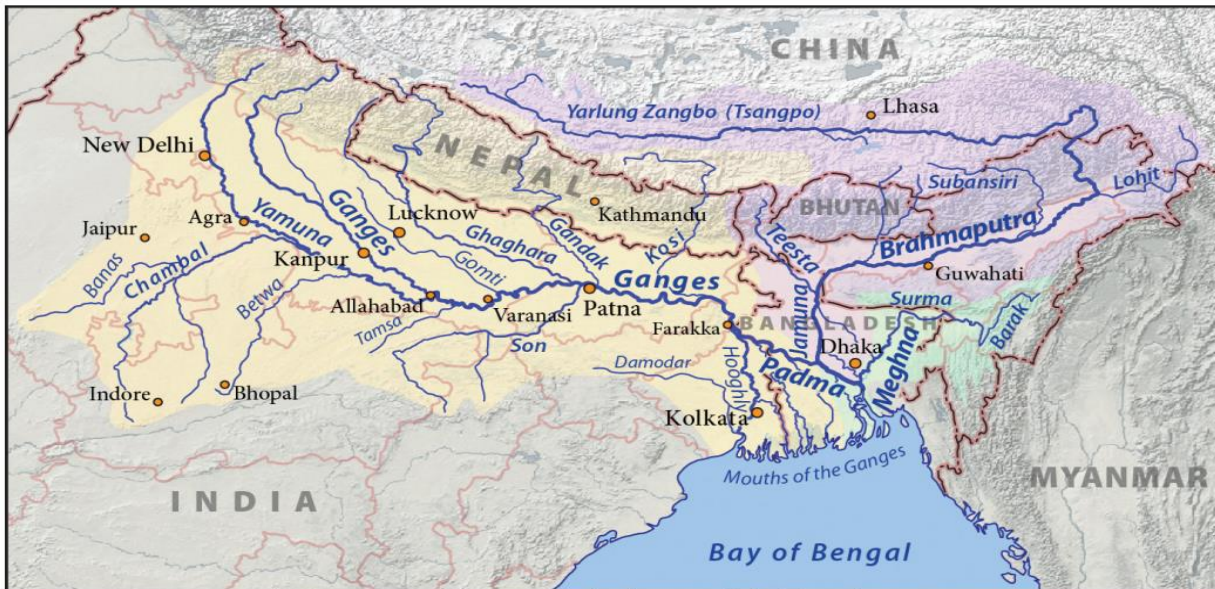 CHINA
Yarlung Zangbo (Tsangpo)
Lhasa
New Delhi
NEPAL
Subansiri
Lohit
BHUTAN
Kathmandu
Agra
Yamuna
Ganges
Lucknow
Ghaghara
Gandak
Kosi
Teesta
Brahmaputra
Guwahati
Jaipur
Banas
Chambal
Kanpur
Gomti
Betwa
Ganges
Jamuna
Surma
Barak
Allahabad
Varanasi
Patna
Tamsa
Son
Farakka
BANGLADESH
Dhaka
Meghna
Padma
Damodar
Hooghly
Indore
Bhopal
Kolkata
Mouths of the Ganges
INDIA
MYANMAR
Bay of Bengal